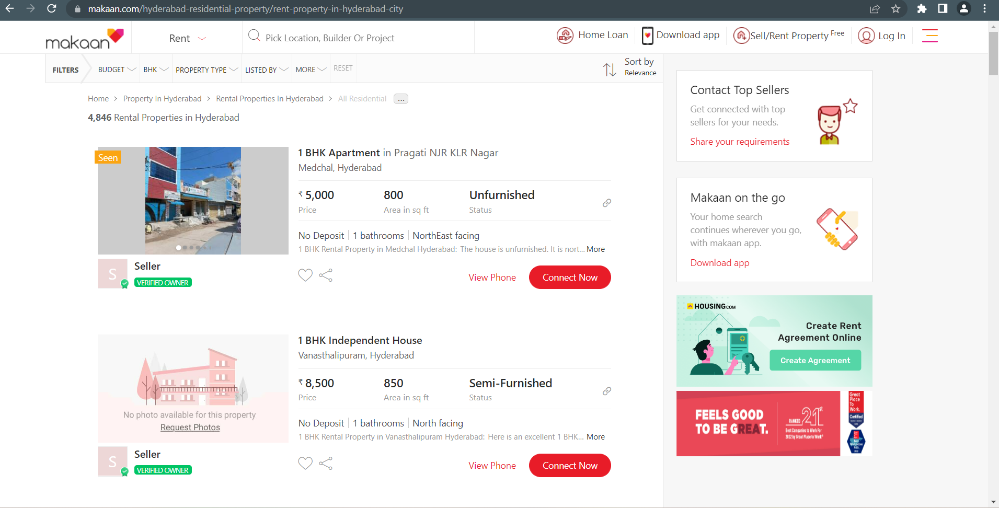 makaan.com/hyderabad-residential-property/rent-property-in-hyderabad-city
makaan
Rent
Pick Location, Builder Or Project
Home Loan
Download app
Sell/Rent Property Free
Log In
FILTERS
BUDGET
BHK
PROPERTY TYPE
LISTED BY
MORE
RESET
Sort by
Relevance
Home > Property In Hyderabad > Rental Properties In Hyderabad > All Residential ...
4,846 Rental Properties in Hyderabad
Seen
1 BHK Apartment in Pragati NJR KLR Nagar
Medchal, Hyderabad
₹ 5,000
Price
800
Area in sq ft
Unfurnished
Status
No Deposit
1 bathrooms
NorthEast facing
1 BHK Rental Property in Medchal Hyderabad: The house is unfurnished. It is nort... More
S
Seller
VERIFIED OWNER
View Phone
Connect Now
No photo available for this property
Request Photos
1 BHK Independent House
Vanasthalipuram, Hyderabad
₹ 8,500
Price
850
Area in sq ft
Semi-Furnished
Status
No Deposit
1 bathrooms
North facing
1 BHK Rental Property in Vanasthalipuram Hyderabad: Here is an excellent 1 BHK... More
S
Seller
VERIFIED OWNER
View Phone
Connect Now
Contact Top Sellers
Get connected with top
sellers for your needs.
Share your requirements
Makaan on the go
Your home search
continues wherever you go,
with makaan app.
Download app
HOUSING.COM
Create Rent
Agreement Online
Create Agreement
FEELS GOOD
TO BE GREAT.
RANKED 21st
Best Companies to Work For
2022 by Great Place to Work
Great
Place
To
Work.
Certified